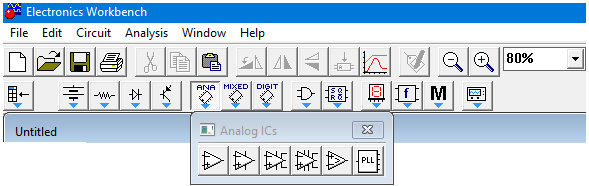 Electronics Workbench
File Edit Circuit Analysis Window Help
80%
ANA MIXED DIGIT
M
Untitled
Analog ICs
PLL